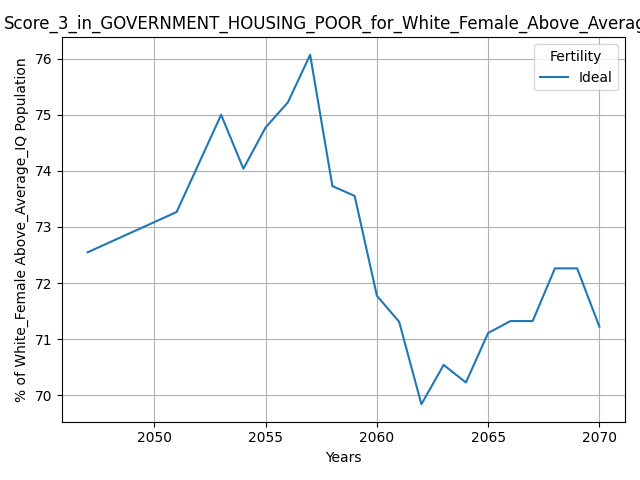 Score_3_in_GOVERNMENT_HOUSING_POOR_for_White_Female_Above_Averag
Fertility
Ideal
% of White_Female Above_Average_IQ Population
76
75
74
73
72
71
70
2050 2055 2060 2065 2070
Years